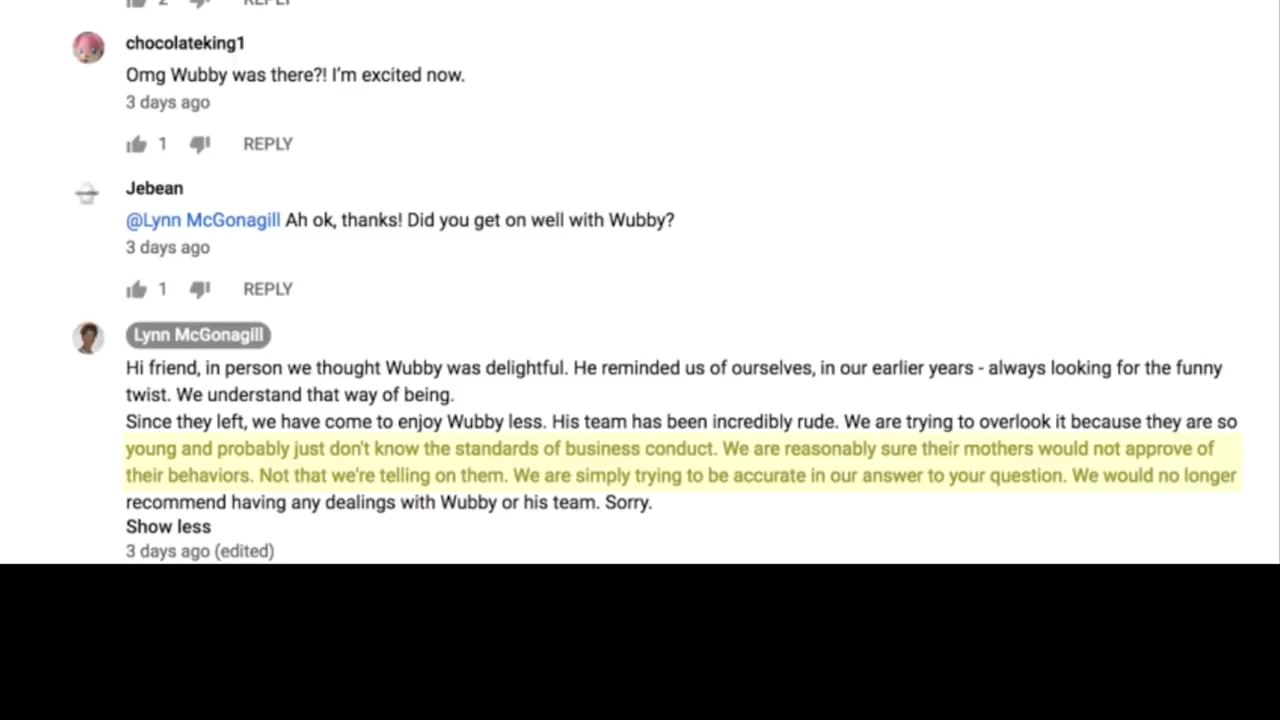 2 REPLY
chocolateking1
Omg Wubby was there?! I'm excited now.
3 days ago
1 REPLY
Jebean
@Lynn McGonagill Ah ok, thanks! Did you get on well with Wubby?
3 days ago
1 REPLY
Lynn McGonagill
Hi friend, in person we thought Wubby was delightful. He reminded us of ourselves, in our earlier years - always looking for the funny
twist. We understand that way of being.
Since they left, we have come to enjoy Wubby less. His team has been incredibly rude. We are trying to overlook it because they are so
young and probably just don't know the standards of business conduct. We are reasonably sure their mothers would not approve of
their behaviors. Not that we're telling on them. We are simply trying to be accurate in our answer to your question. We would no longer
recommend having any dealings with Wubby or his team. Sorry.
Show less
3 days ago (edited)